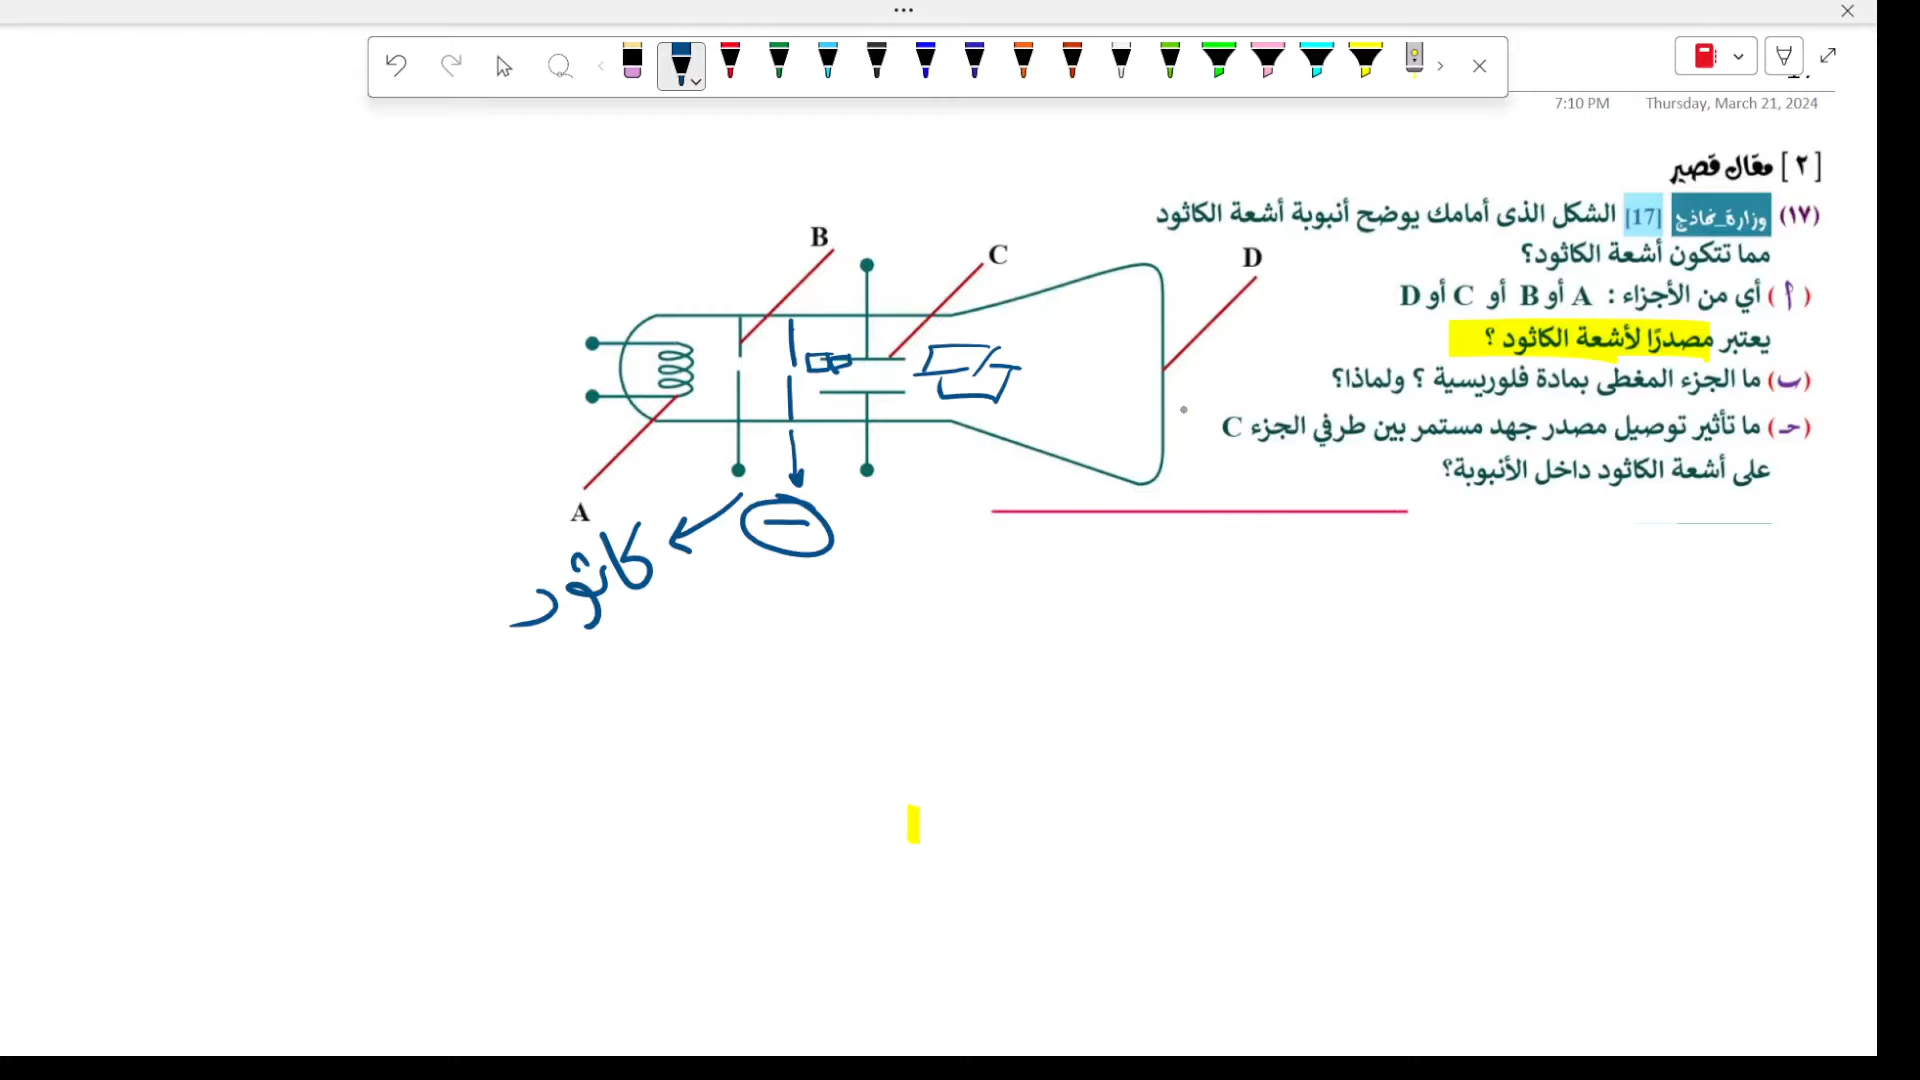 7:10 PM Thursday, March 21, 2024
[ ٢ ] مقال قصير
(١٧) وزارة_نماذج [17] الشكل الذى أمامك يوضح أنبوبة أشعة الكاثود
مما تتكون أشعة الكاثود؟
( أ ) أي من الأجزاء : A أو B أو C أو D
يعتبر مصدرًا لأشعة الكاثود ؟
(ب) ما الجزء المغطى بمادة فلوريسية ؟ ولماذا؟
(حـ) ما تأثير توصيل مصدر جهد مستمر بين طرفي الجزء C
على أشعة الكاثود داخل الأنبوبة؟
B
C
D
A
كاثود